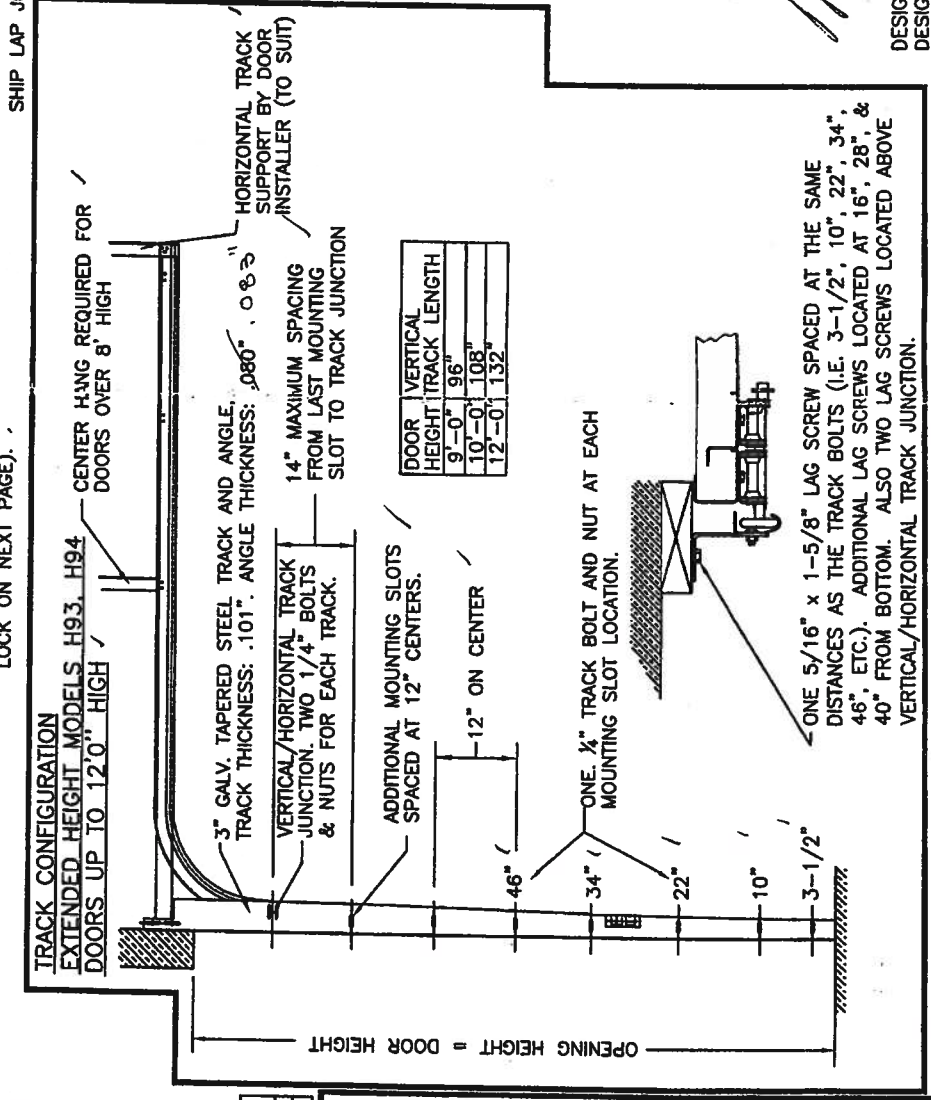 LOCK ON NEXT PAGE).
SHIP LAP
TRACK CONFIGURATION
EXTENDED HEIGHT MODELS H93, H94
DOORS UP TO 12'0" HIGH
CENTER HANG REQUIRED FOR
DOORS OVER 8' HIGH
HORIZONTAL TRACK
SUPPORT BY DOOR
INSTALLER (TO SUIT)
3" GALV. TAPERED STEEL TRACK AND ANGLE,
TRACK THICKNESS: .101". ANGLE THICKNESS: .080" .083"
VERTICAL/HORIZONTAL TRACK
JUNCTION. TWO 1/4" BOLTS
& NUTS FOR EACH TRACK.
14" MAXIMUM SPACING
FROM LAST MOUNTING
SLOT TO TRACK JUNCTION
ADDITIONAL MOUNTING SLOTS
SPACED AT 12" CENTERS.
DOOR HEIGHT VERTICAL TRACK LENGTH
9'-0" 96"
10'-0" 108"
12'-0" 132"
12" ON CENTER
ONE ¼" TRACK BOLT AND NUT AT EACH
MOUNTING SLOT LOCATION.
46"
34"
22"
10"
3-1/2"
OPENING HEIGHT = DOOR HEIGHT
ONE 5/16" x 1-5/8" LAG SCREW SPACED AT THE SAME
DISTANCES AS THE TRACK BOLTS (I.E. 3-1/2", 10", 22", 34",
46", ETC.). ADDITIONAL LAG SCREWS LOCATED AT 16", 28", &
40" FROM BOTTOM. ALSO TWO LAG SCREWS LOCATED ABOVE
VERTICAL/HORIZONTAL TRACK JUNCTION.
DESIG
DESIG